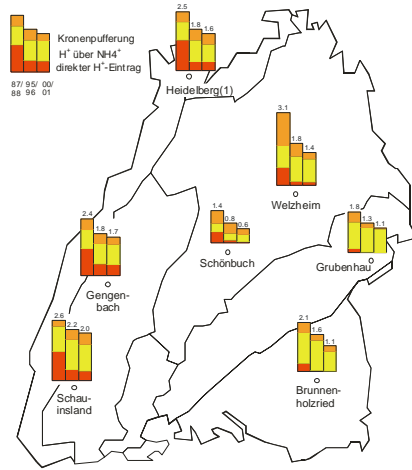 Kronenpufferung
H⁺ über NH4⁺
direkter H⁺-Eintrag
87/ 95/ 00/
88 96 01
2.5
1.8
1.6
Heidelberg(1)
3.1
1.8
1.4
Welzheim
1.4
0.8
0.6
Schönbuch
1.8
1.3
1.1
Grubenhau
2.4
1.8
1.7
Gengen-
bach
2.6
2.2
2.0
Schau-
insland
2.1
1.6
1.1
Brunnen-
holzried